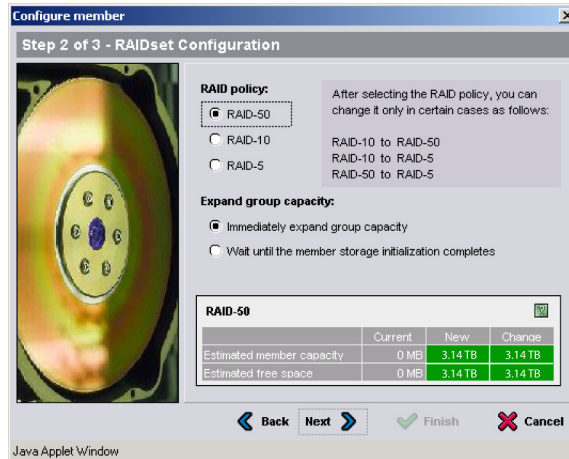 Configure member
Step 2 of 3 - RAIDset Configuration
RAID policy:
RAID-50
RAID-10
RAID-5
After selecting the RAID policy, you can
change it only in certain cases as follows:
RAID-10 to RAID-50
RAID-10 to RAID-5
RAID-50 to RAID-5
Expand group capacity:
Immediately expand group capacity
Wait until the member storage initialization completes
RAID-50
?
Current New Change
Estimated member capacity 0 MB 3.14 TB 3.14 TB
Estimated free space 0 MB 3.14 TB 3.14 TB
Back Next Finish Cancel
Java Applet Window